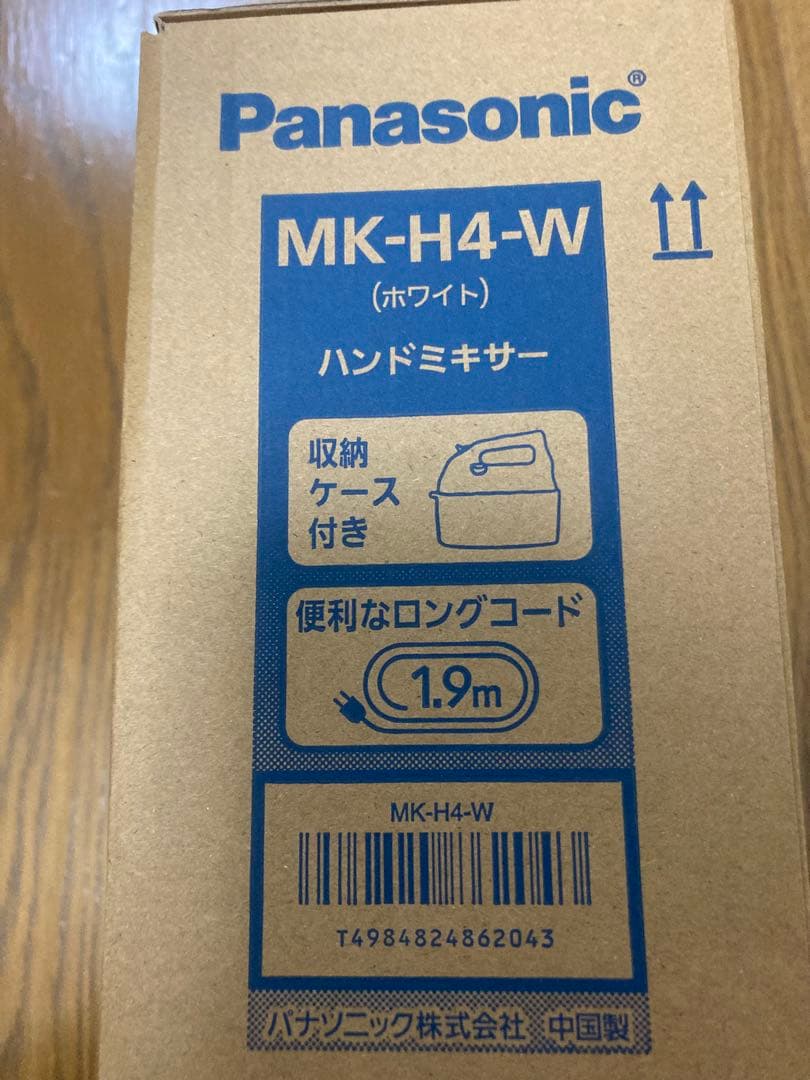 Panasonic®
MK-H4-W
(ホワイト)
ハンドミキサー
収納
ケース
付き
便利なロングコード
1.9m
MK-H4-W
T4984824862043
パナソニック株式会社 中国製